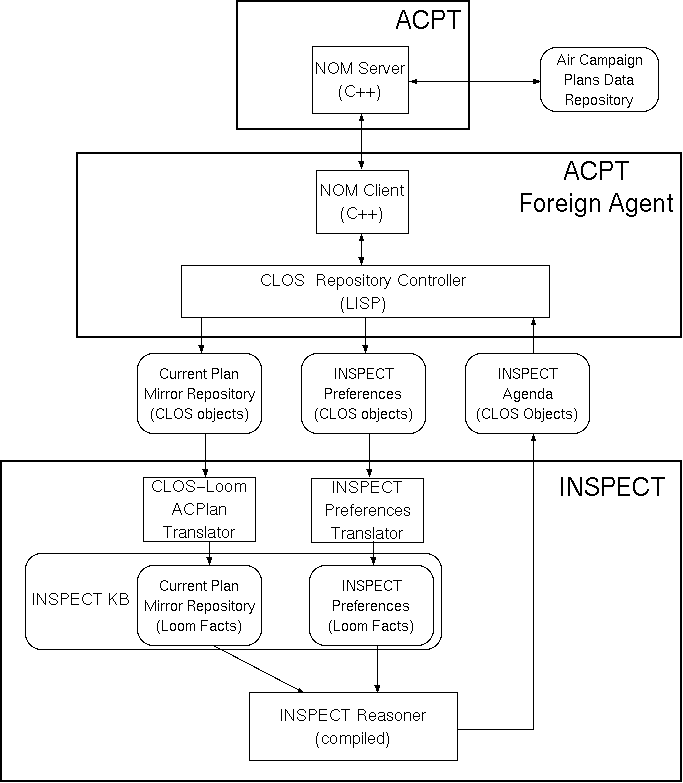 ACPT
NOM Server
(C++)
Air Campaign
Plans Data
Repository
ACPT
Foreign Agent
NOM Client
(C++)
CLOS Repository Controller
(LISP)
Current Plan
Mirror Repository
(CLOS objects)
INSPECT
Preferences
(CLOS objects)
INSPECT
Agenda
(CLOS Objects)
INSPECT
CLOS-Loom
ACPlan
Translator
INSPECT
Preferences
Translator
INSPECT KB
Current Plan
Mirror Repository
(Loom Facts)
INSPECT
Preferences
(Loom Facts)
INSPECT Reasoner
(compiled)